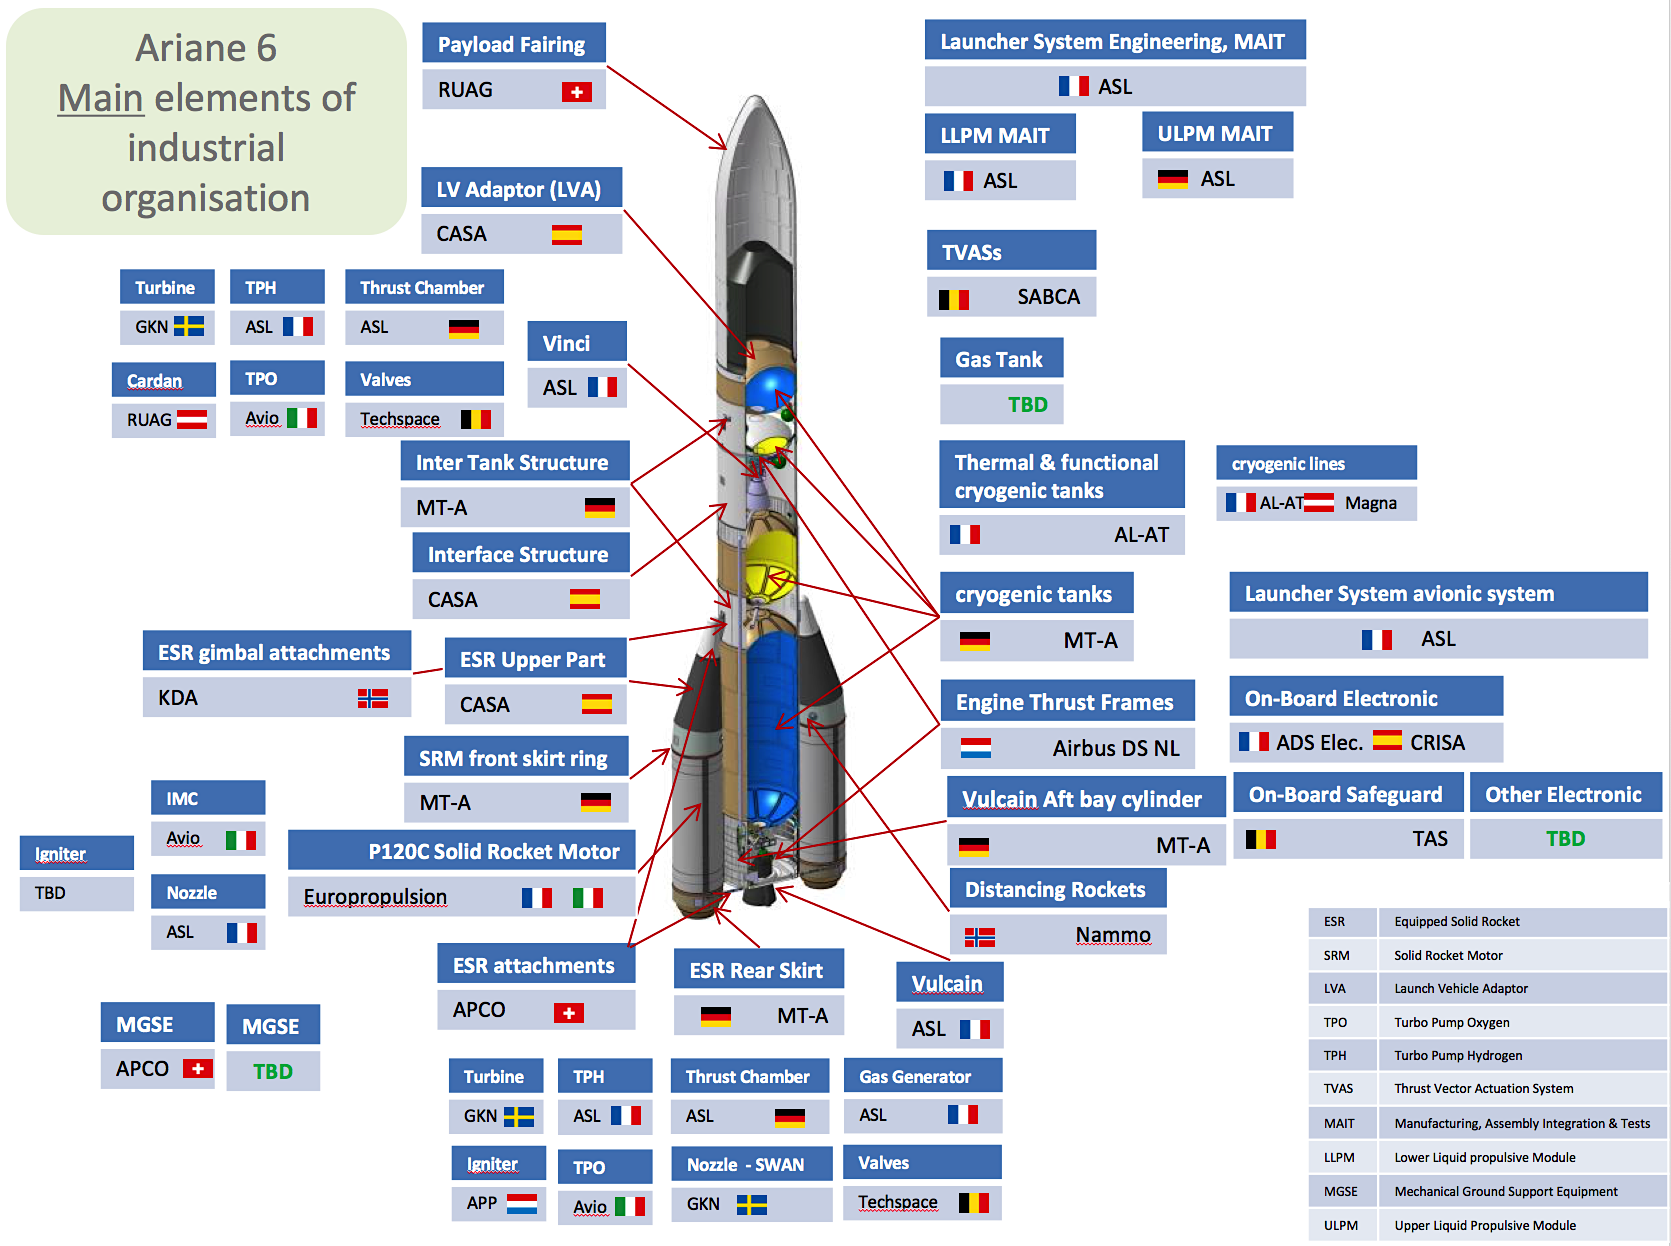 Ariane 6
Main elements of
industrial
organisation
Payload Fairing
RUAG
LV Adaptor (LVA)
CASA
Turbine
GKN
TPH
ASL
Thrust Chamber
ASL
Cardan
RUAG
TPO
Avio
Valves
Techspace
Vinci
ASL
Inter Tank Structure
MT-A
Interface Structure
CASA
ESR gimbal attachments
KDA
ESR Upper Part
CASA
SRM front skirt ring
MT-A
IMC
Avio
Igniter
TBD
Nozzle
ASL
P120C Solid Rocket Motor
Europropulsion
ESR attachments
APCO
ESR Rear Skirt
MT-A
MGSE
APCO
MGSE
TBD
Launcher System Engineering, MAIT
ASL
LLPM MAIT
ASL
ULPM MAIT
ASL
TVASs
SABCA
Gas Tank
TBD
Thermal & functional
cryogenic tanks
AL-AT
cryogenic lines
AL-AT Magna
cryogenic tanks
MT-A
Launcher System avionic system
ASL
Engine Thrust Frames
Airbus DS NL
On-Board Electronic
ADS Elec. CRISA
Vulcain Aft bay cylinder
MT-A
On-Board Safeguard
TAS
Other Electronic
TBD
Distancing Rockets
Nammo
Vulcain
ASL
Turbine
GKN
TPH
ASL
Thrust Chamber
ASL
Gas Generator
ASL
Igniter
APP
TPO
Avio
Nozzle - SWAN
GKN
Valves
Techspace
ESR Equipped Solid Rocket
SRM Solid Rocket Motor
LVA Launch Vehicle Adaptor
TPO Turbo Pump Oxygen
TPH Turbo Pump Hydrogen
TVAS Thrust Vector Actuation System
MAIT Manufacturing, Assembly Integration & Tests
LLPM Lower Liquid propulsive Module
MGSE Mechanical Ground Support Equipment
ULPM Upper Liquid Propulsive Module